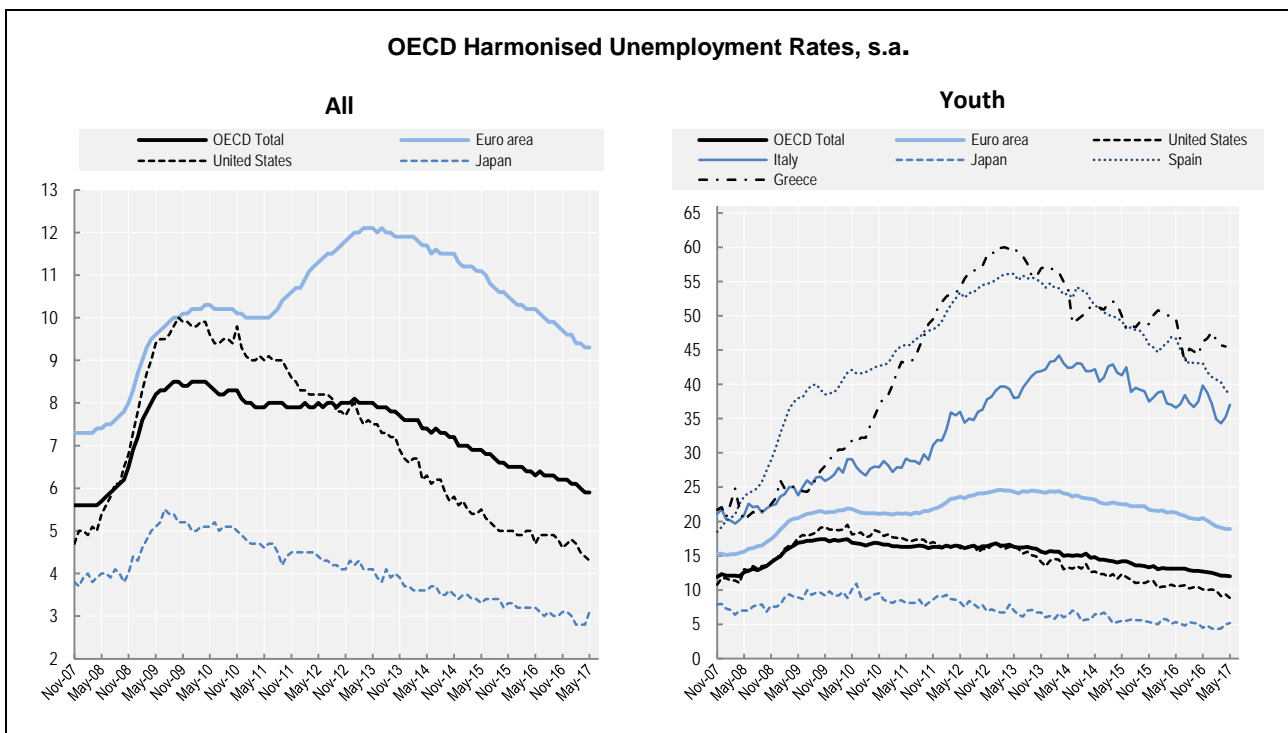 OECD Harmonised Unemployment Rates, s.a.
All
OECD Total Euro area
United States Japan
13
12
11
10
9
8
7
6
5
4
3
2
Nov-07 May-08 Nov-08 May-09 Nov-09 May-10 Nov-10 May-11 Nov-11 May-12 Nov-12 May-13 Nov-13 May-14 Nov-14 May-15 Nov-15 May-16 Nov-16 May-17
Youth
OECD Total Euro area United States
Italy Japan Spain
Greece
65
60
55
50
45
40
35
30
25
20
15
10
5
0
Nov-07 May-08 Nov-08 May-09 Nov-09 May-10 Nov-10 May-11 Nov-11 May-12 Nov-12 May-13 Nov-13 May-14 Nov-14 May-15 Nov-15 May-16 Nov-16 May-17